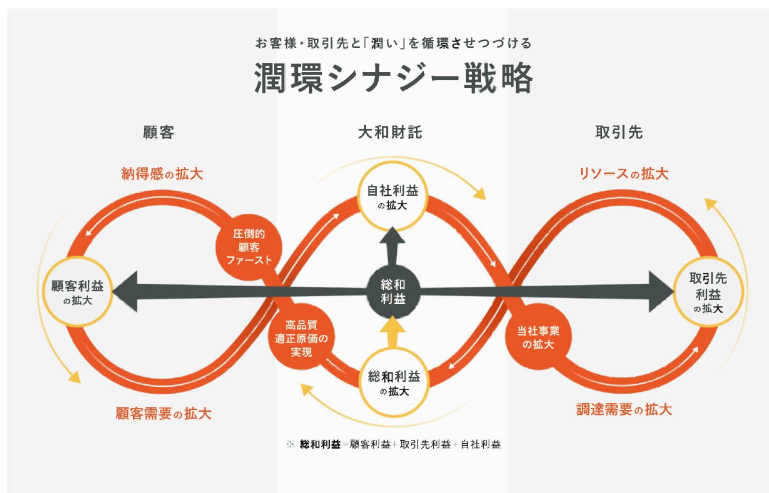 お客様・取引先と「潤い」を循環させつづける
潤環シナジー戦略
顧客
大和財託
取引先
納得感の拡大
リソースの拡大
自社利益
の拡大
圧倒的
顧客
ファースト
顧客利益
の拡大
総和
利益
取引先
利益
の拡大
高品質
適正原価の
実現
当社事業
の拡大
総和利益
の拡大
顧客需要の拡大
調達需要の拡大
※ 総和利益=顧客利益+取引先利益+自社利益